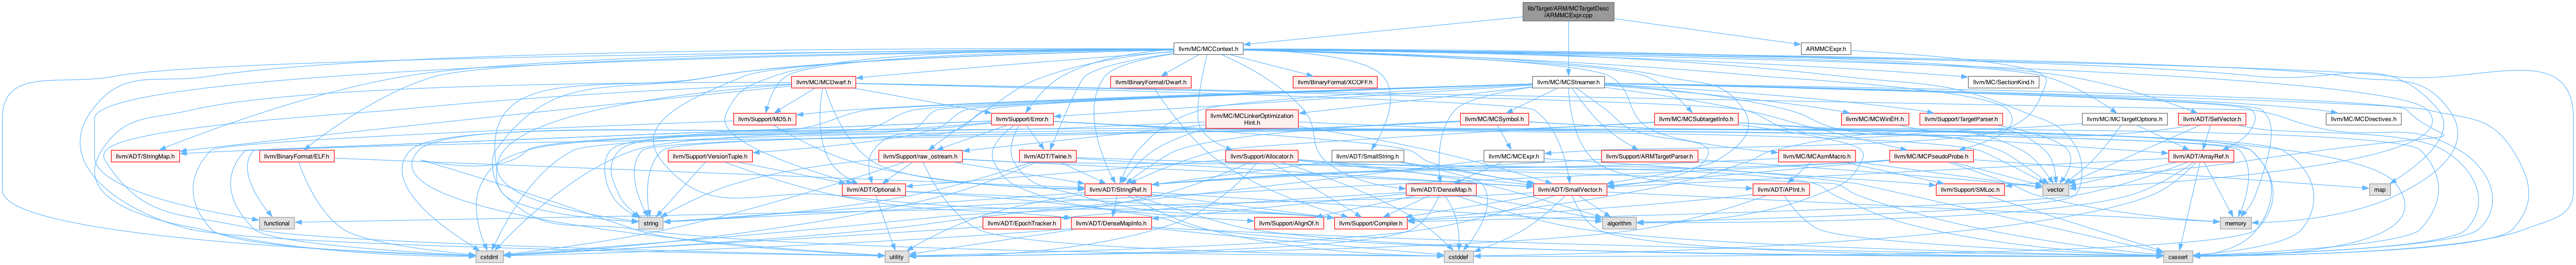 lib/Target/ARM/MCTargetDesc
/ARMMCExpr.cpp
llvm/MC/MCContext.h
ARMMCExpr.h
llvm/MC/MCDwarf.h
llvm/BinaryFormat/Dwarf.h
llvm/BinaryFormat/XCOFF.h
llvm/MC/MCStreamer.h
llvm/MC/SectionKind.h
llvm/Support/MD5.h
llvm/Support/Error.h
llvm/MC/MCLinkerOptimization
Hint.h
llvm/MC/MCSymbol.h
llvm/MC/MCSubtargetInfo.h
llvm/MC/MCWinEH.h
llvm/Support/TargetParser.h
llvm/MC/MCTargetOptions.h
llvm/ADT/SetVector.h
llvm/MC/MCDirectives.h
llvm/ADT/StringMap.h
llvm/BinaryFormat/ELF.h
llvm/Support/VersionTuple.h
llvm/Support/raw_ostream.h
llvm/ADT/Twine.h
llvm/Support/Allocator.h
llvm/ADT/SmallString.h
llvm/MC/MCExpr.h
llvm/Support/ARMTargetParser.h
llvm/MC/MCAsmMacro.h
llvm/MC/MCPseudoProbe.h
llvm/ADT/ArrayRef.h
llvm/ADT/Optional.h
llvm/ADT/StringRef.h
llvm/ADT/DenseMap.h
llvm/ADT/SmallVector.h
llvm/ADT/APInt.h
llvm/Support/SMLoc.h
vector
map
functional
string
llvm/ADT/EpochTracker.h
llvm/ADT/DenseMapInfo.h
llvm/Support/AlignOf.h
llvm/Support/Compiler.h
algorithm
memory
cstdint
utility
cstddef
cassert